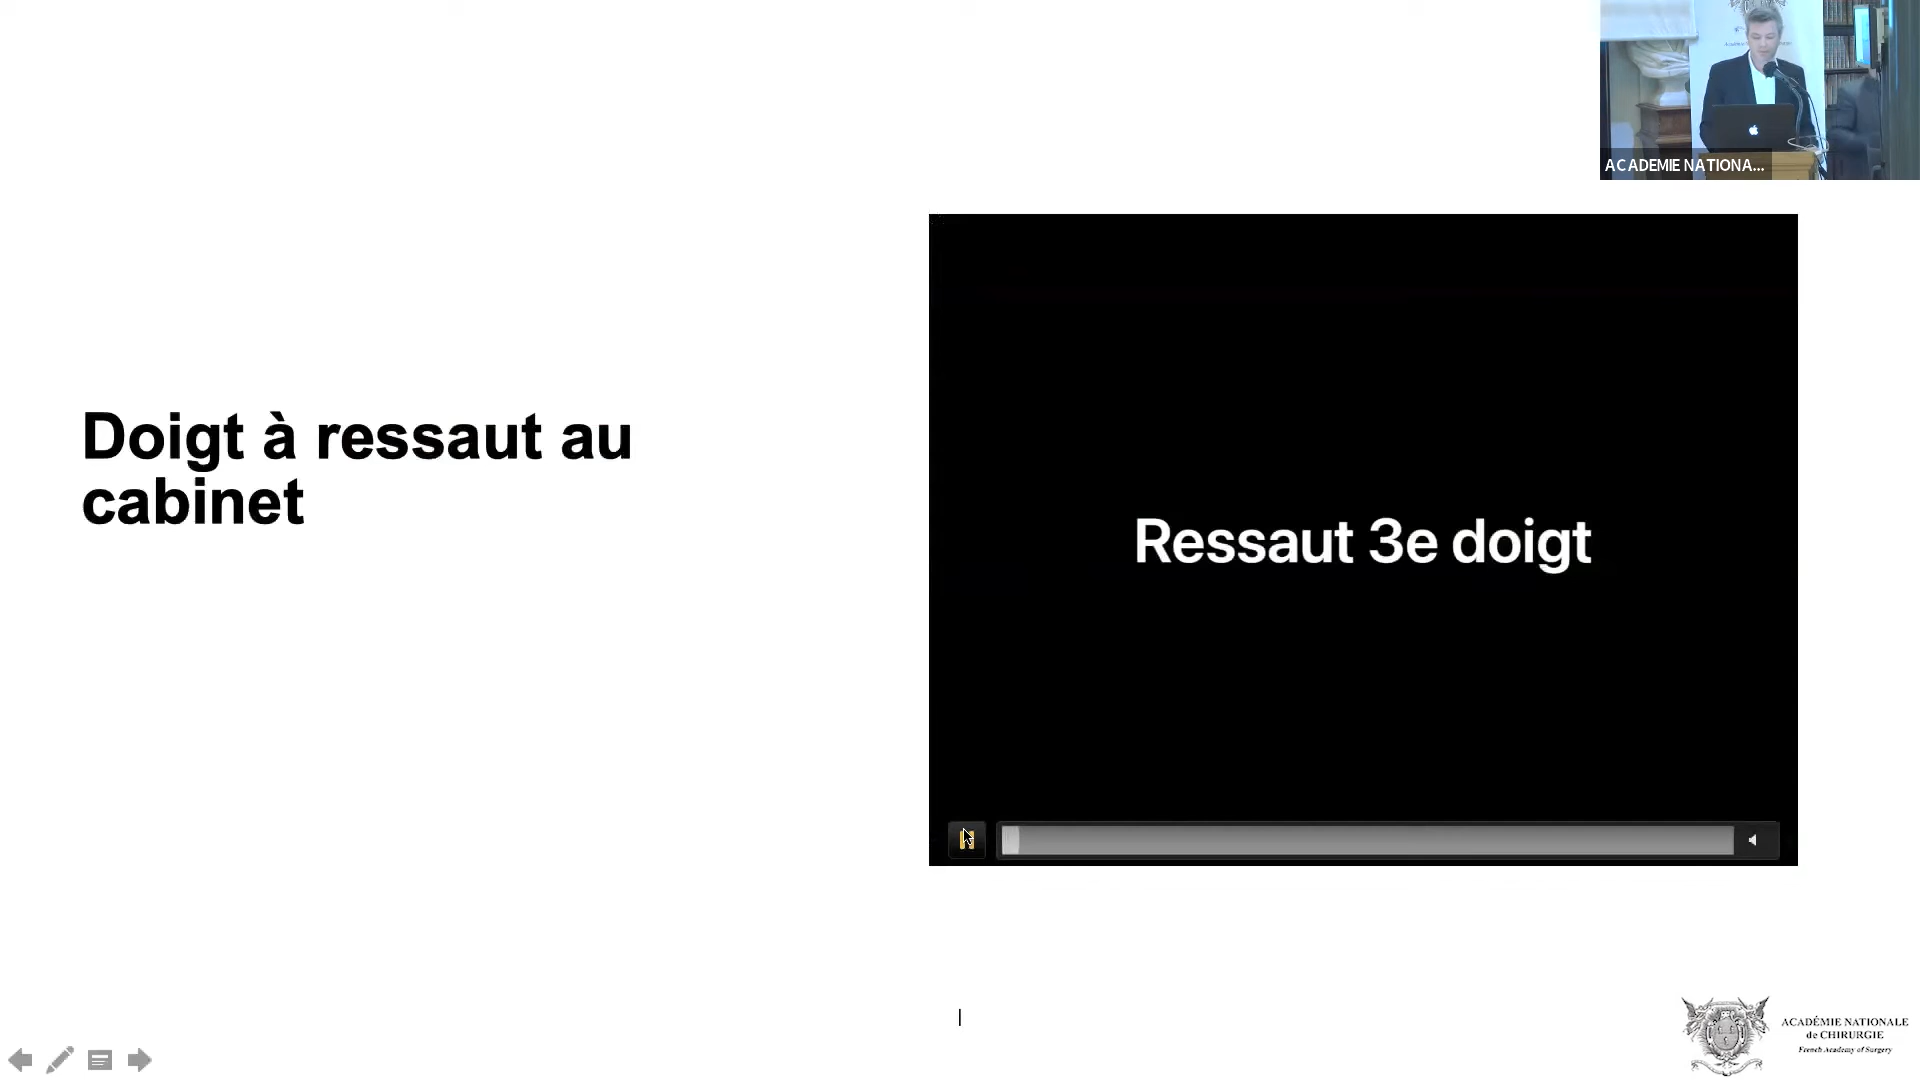 ACADEMIE NATIONA...
Doigt à ressaut au
cabinet
Ressaut 3e doigt
ACADÉMIE NATIONALE
de CHIRURGIE
French Academy of Surgery